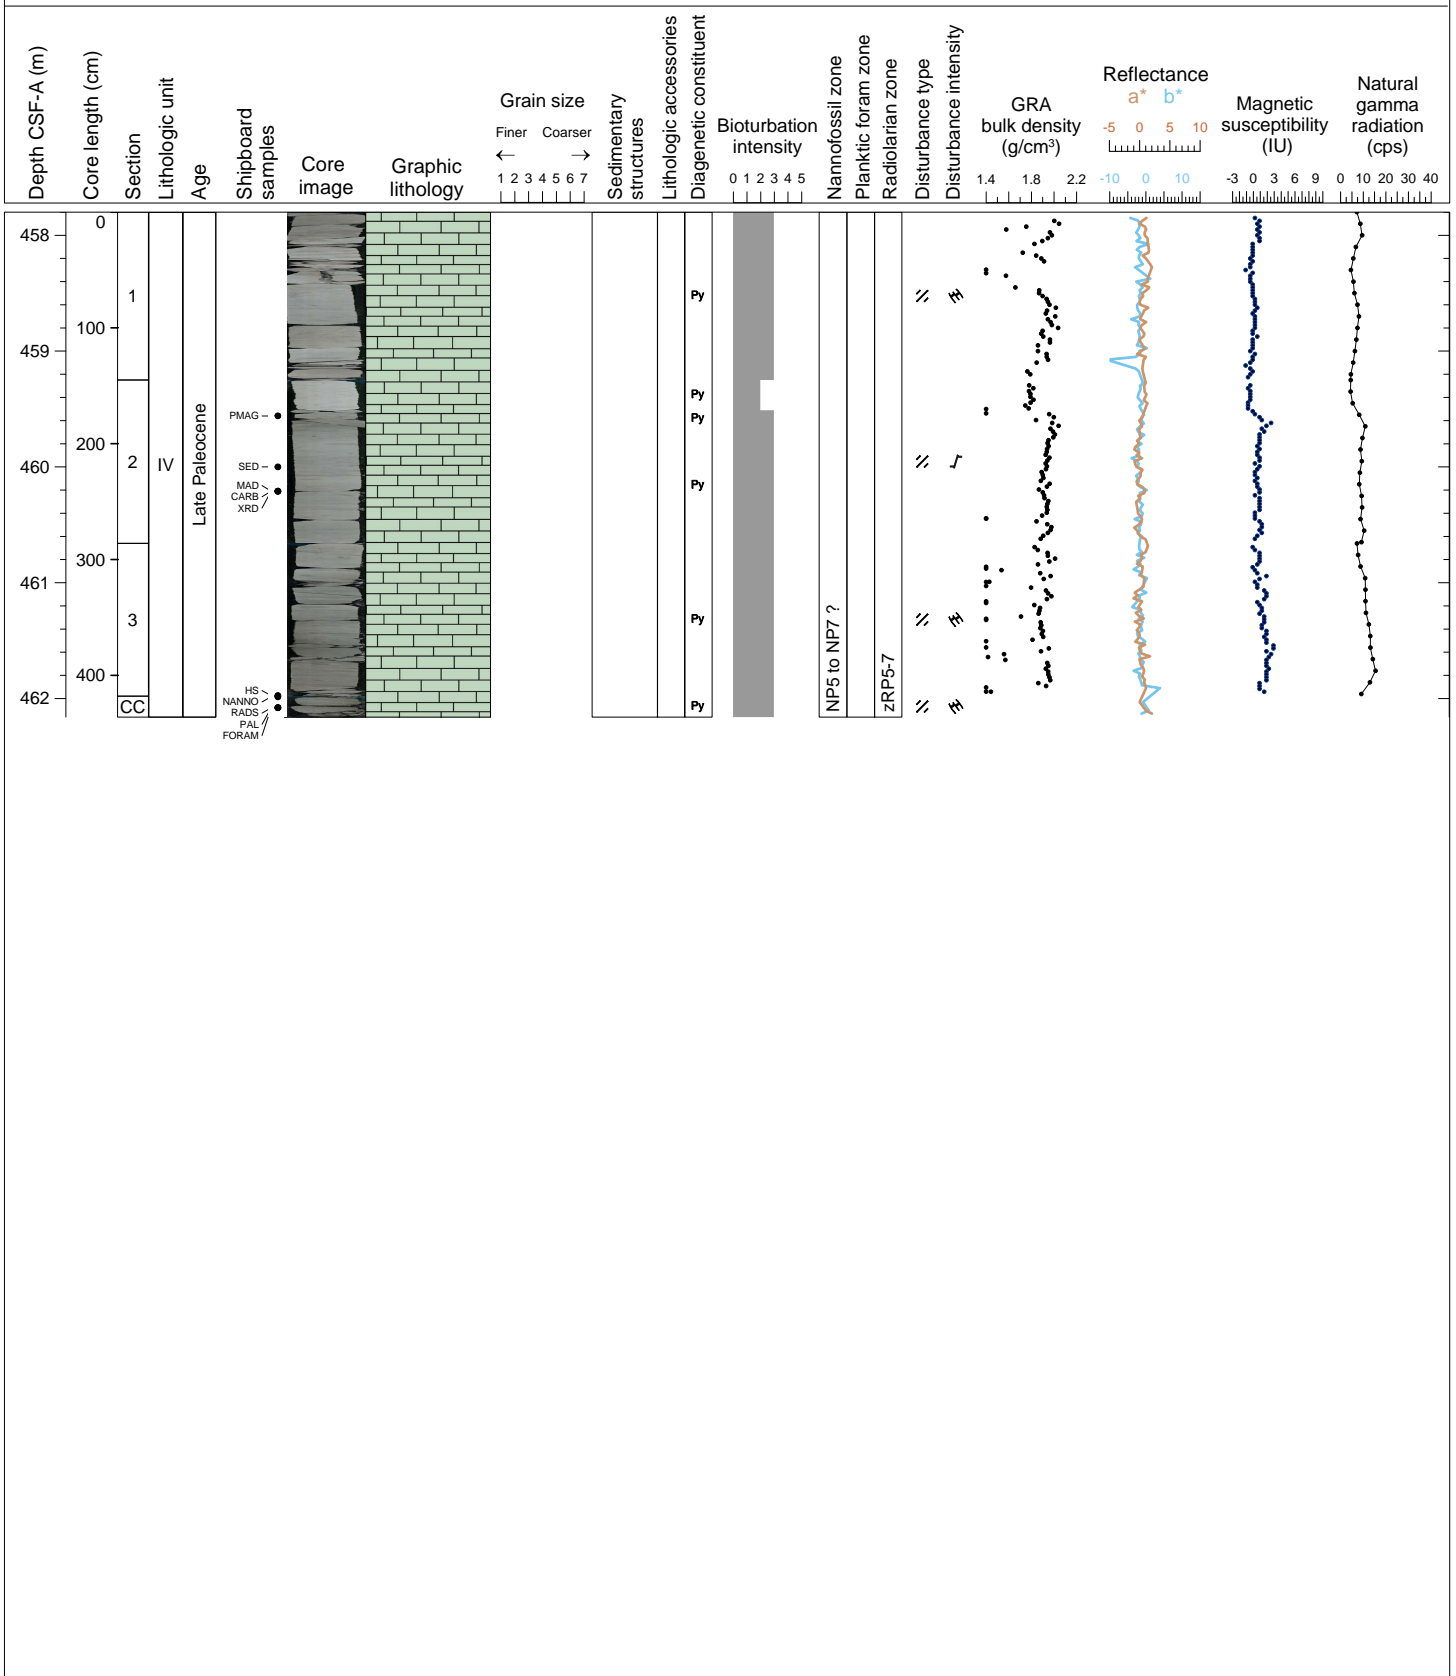 Depth CSF-A (m)
Core length (cm)
Section
Lithologic unit
Age
Shipboard
samples
Core
image
Graphic
lithology
Grain size
Finer Coarser
← →
1 2 3 4 5 6 7
Sedimentary
structures
Lithologic accessories
Diagenetic constituent
Bioturbation
intensity
0 1 2 3 4 5
Nannofossil zone
Planktic foram zone
Radiolarian zone
Disturbance type
Disturbance intensity
GRA
bulk density
(g/cm³)
1.4 1.8 2.2
Reflectance
a* b*
-5 0 5 10
-10 0 10
Magnetic
susceptibility
(IU)
-3 0 3 6 9
Natural
gamma
radiation
(cps)
0 10 20 30 40
458
459
460
461
462
0
100
200
300
400
1
2
3
CC
IV
Late Paleocene
PMAG
SED
MAD
CARB
XRD
HS
NANNO
RADS
PAL
FORAM
Py
Py
Py
Py
Py
Py
NP5 to NP7 ?
zRP5-7